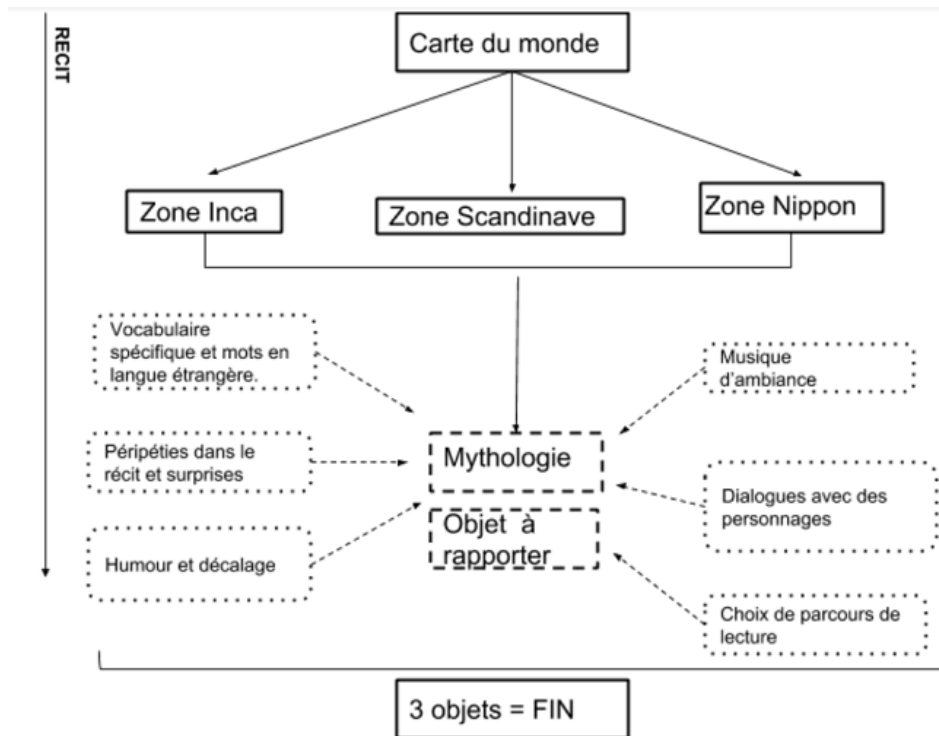 RECIT
Carte du monde
Zone Inca
Zone Scandinave
Zone Nippon
Vocabulaire
spécifique et mots en
langue étrangère.
Musique
d'ambiance
Péripéties dans le
récit et surprises
Mythologie
Dialogues avec des
personnages
Objet à
rapporter
Humour et décalage
Choix de parcours de
lecture
3 objets = FIN